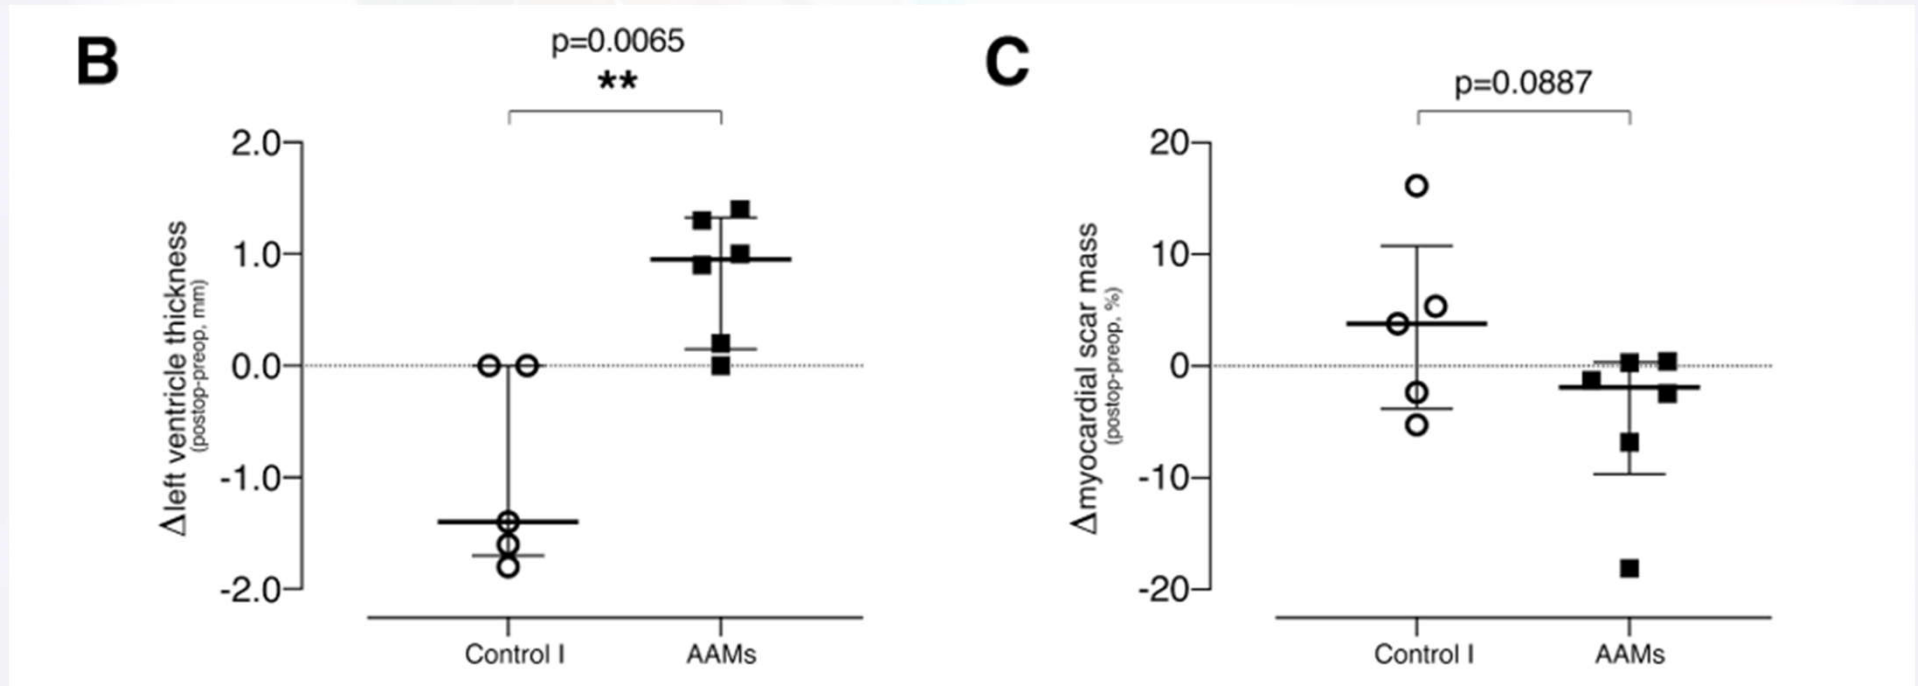 B
p=0.0065
**
2.0
1.0
0.0
-1.0
-2.0
Δleft ventricle thickness
(postop-preop, mm)
Control I
AAMs
C
p=0.0887
20
10
0
-10
-20
Δmyocardial scar mass
(postop-preop, %)
Control I
AAMs